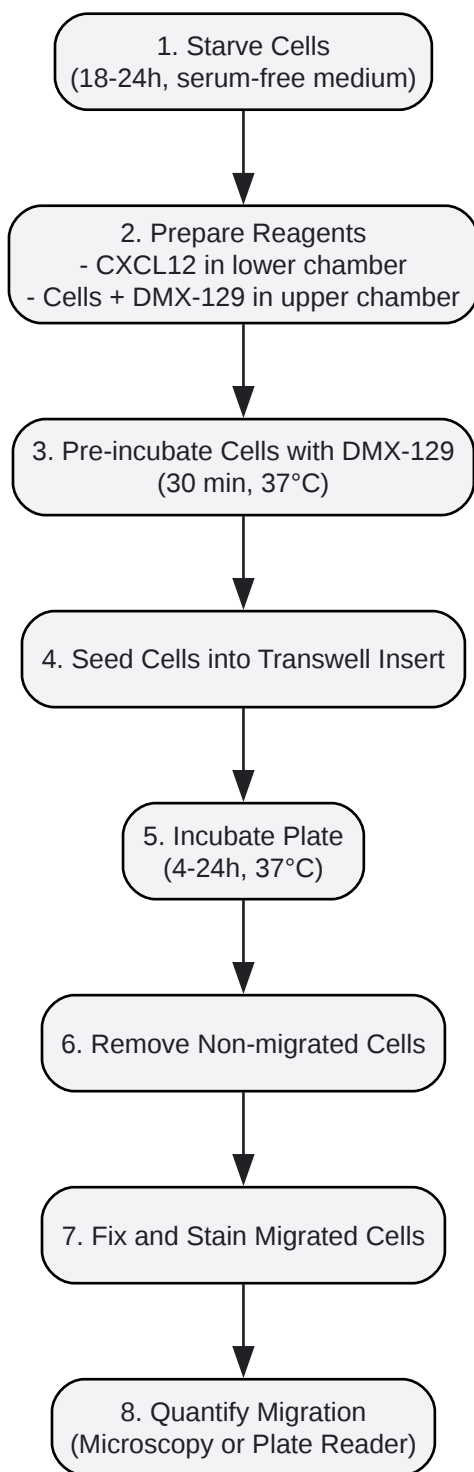 1. Starve Cells
(18-24h, serum-free medium)
2. Prepare Reagents
- CXCL12 in lower chamber
- Cells + DMX-129 in upper chamber
3. Pre-incubate Cells with DMX-129
(30 min, 37°C)
4. Seed Cells into Transwell Insert
5. Incubate Plate
(4-24h, 37°C)
6. Remove Non-migrated Cells
7. Fix and Stain Migrated Cells
8. Quantify Migration
(Microscopy or Plate Reader)